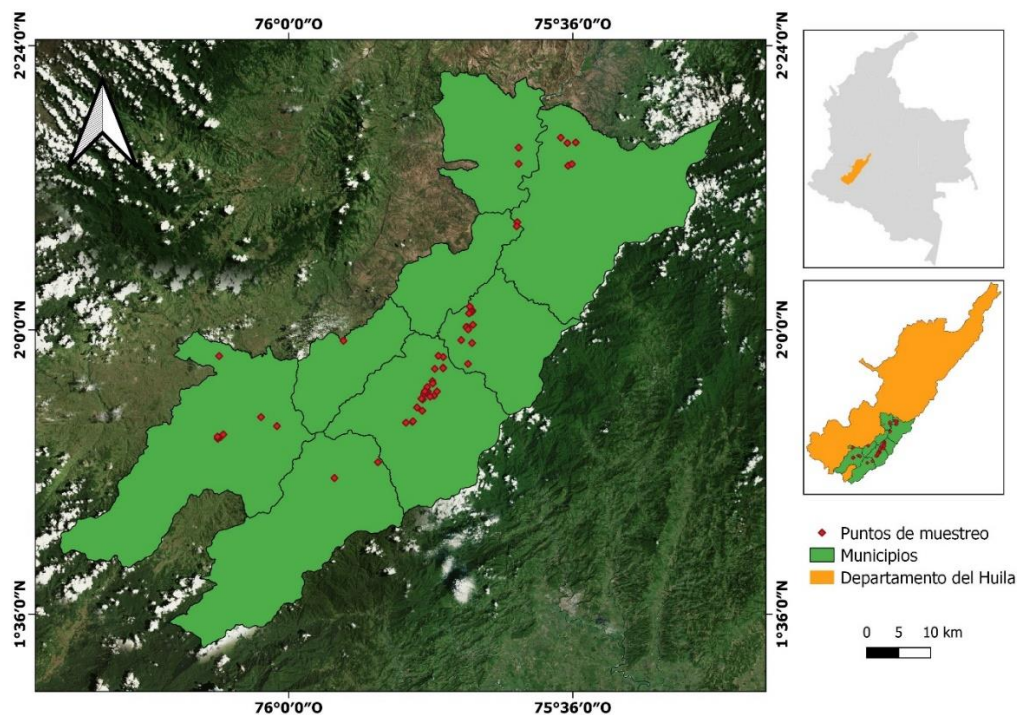 76°0′0″O
75°36′0″O
2°24′0″N
2°24′0″N
2°0′0″N
2°0′0″N
1°36′0″N
1°36′0″N
76°0′0″O
75°36′0″O
Puntos de muestreo
Municipios
Departamento del Huila
0 5 10 km